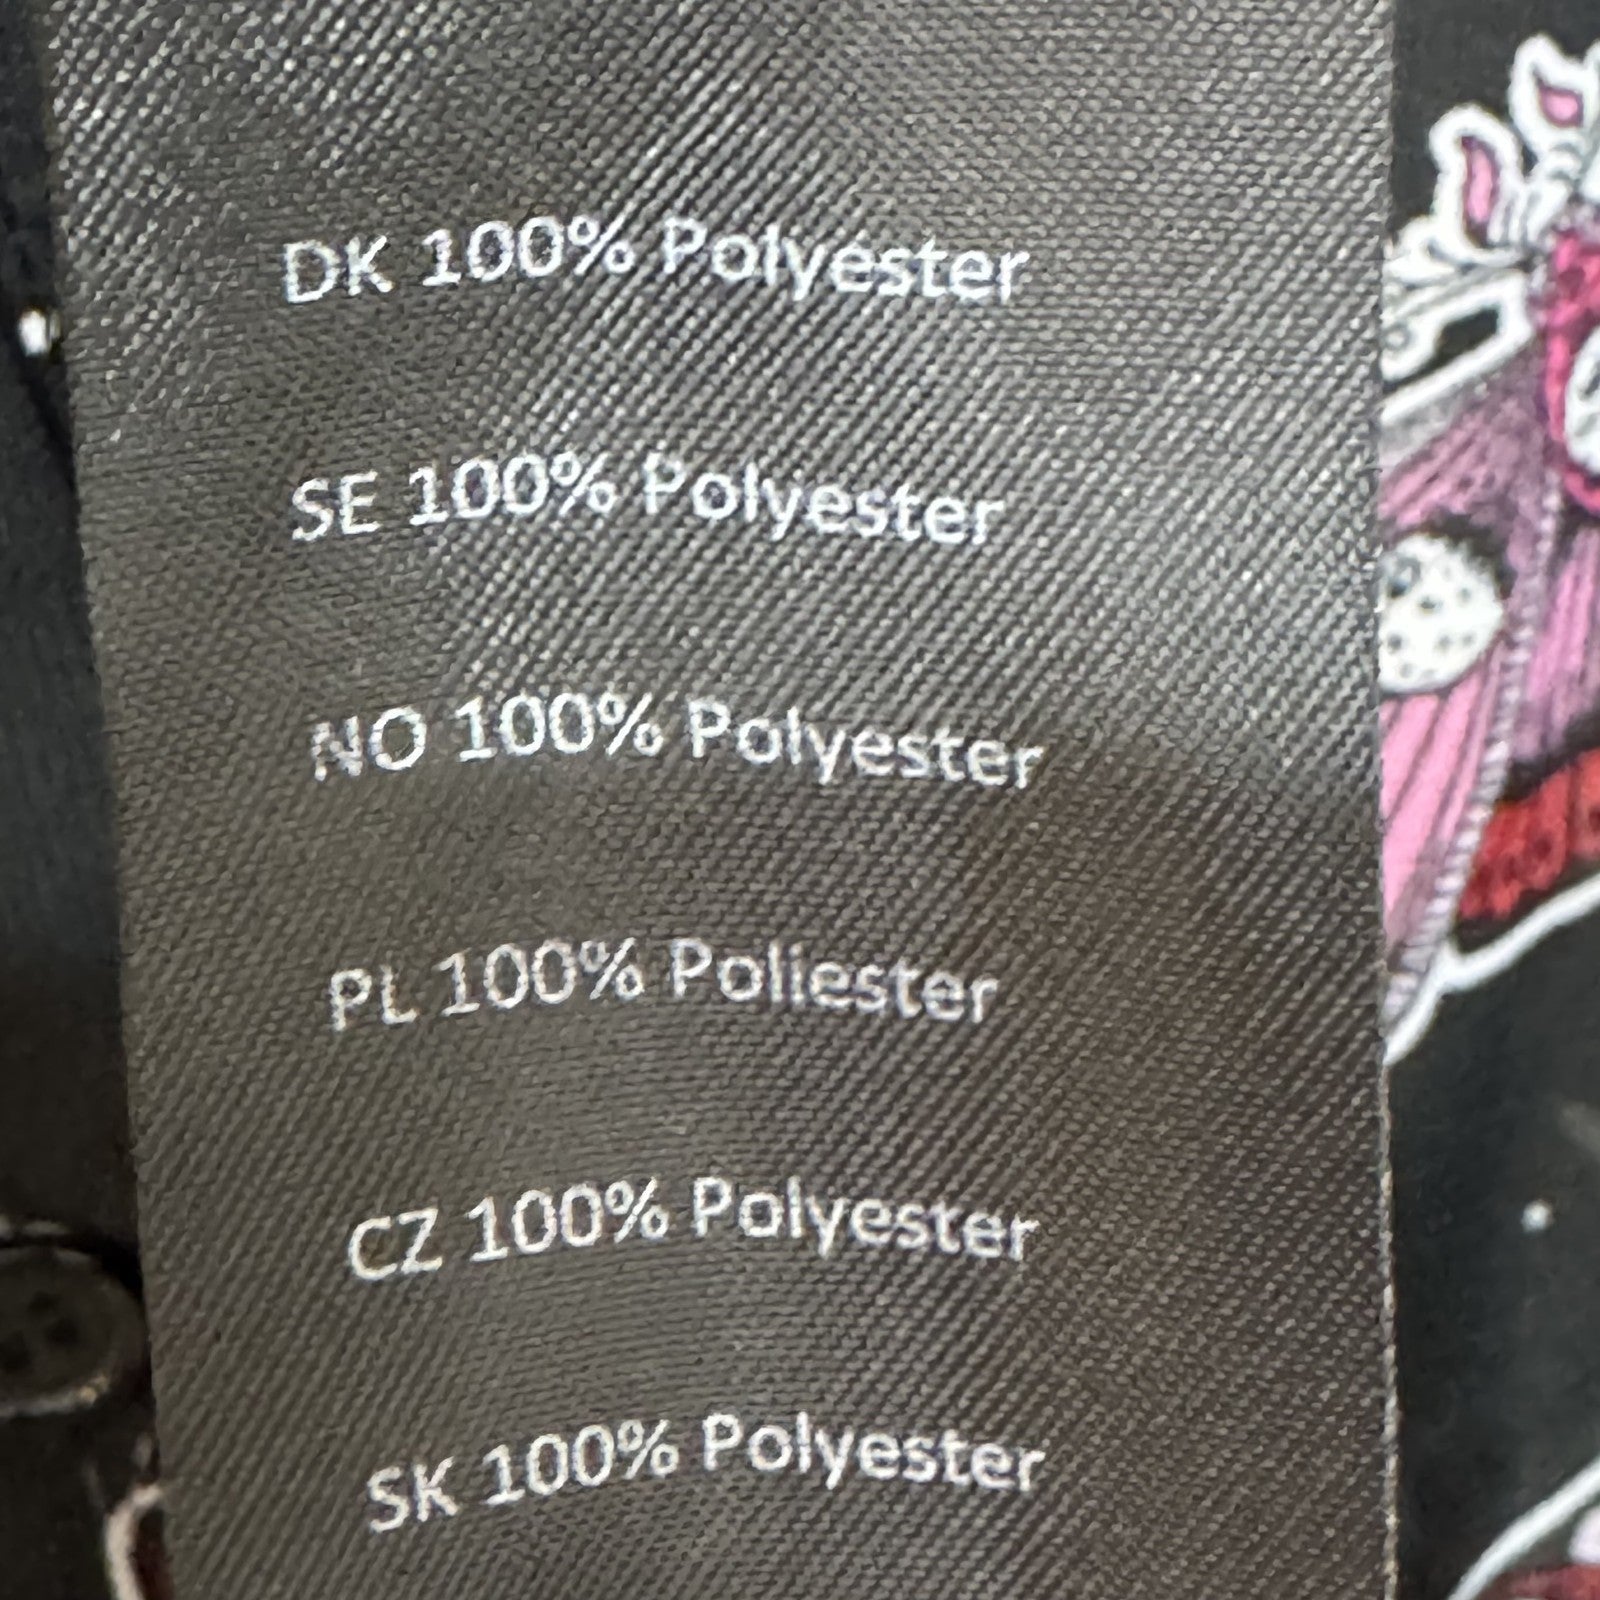 DK 100% Polyester
SE 100% Polyester
NO 100% Polyester
PL 100% Poliester
CZ 100% Polyester
SK 100% Polyester